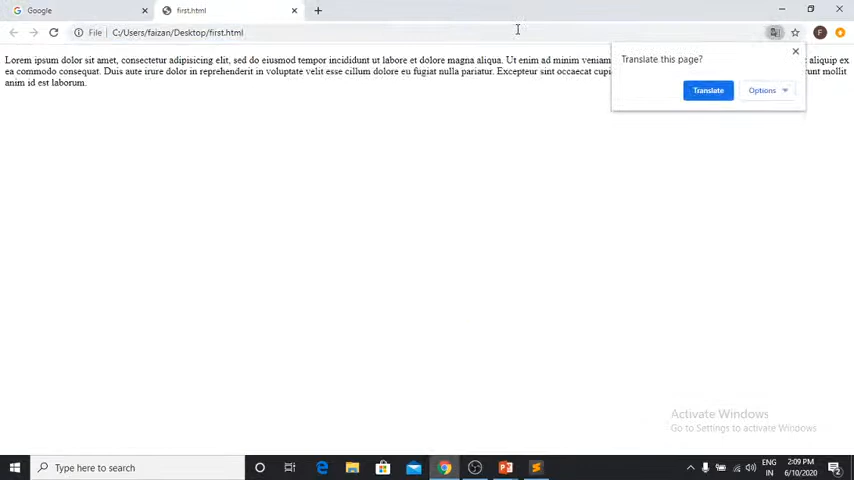 Google
first.html
File
C:/Users/faizan/Desktop/first.html
F
Lorem ipsum dolor sit amet, consectetur adipisicing elit, sed do eiusmod tempor incididunt ut labore et dolore magna aliqua. Ut enim ad minim veniam aliquip ex
ea commodo consequat. Duis aute irure dolor in reprehenderit in voluptate velit esse cillum dolore eu fugiat nulla pariatur. Excepteur sint occaecat cupi mollit
anim id est laborum.
Translate this page?
Translate
Options
Activate Windows
Go to Settings to activate Windows.
Type here to search
ENG
IN
2:09 PM
6/10/2020
2